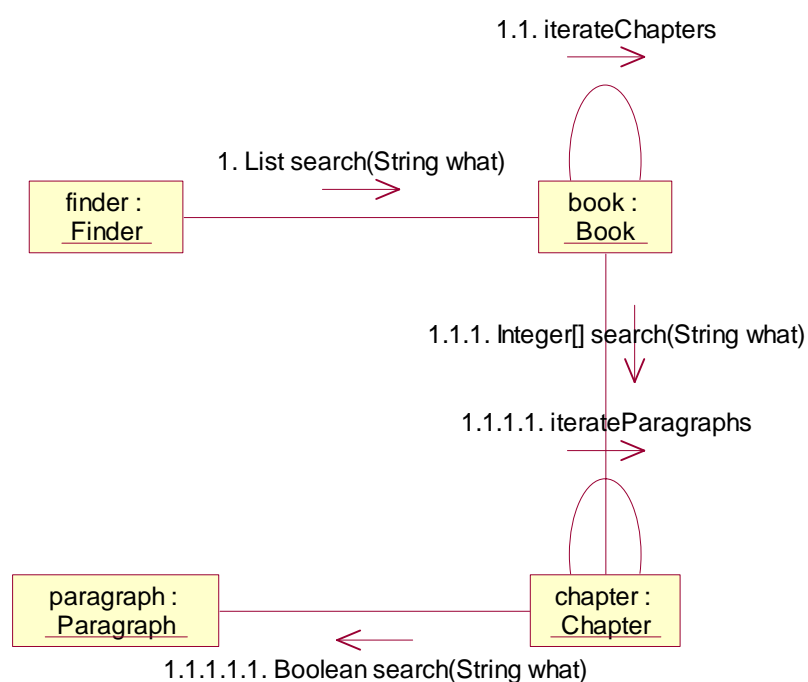 1.1. iterateChapters
1. List search(String what)
finder :
Finder
book :
Book
1.1.1. Integer[] search(String what)
1.1.1.1. iterateParagraphs
paragraph :
Paragraph
chapter :
Chapter
1.1.1.1.1. Boolean search(String what)